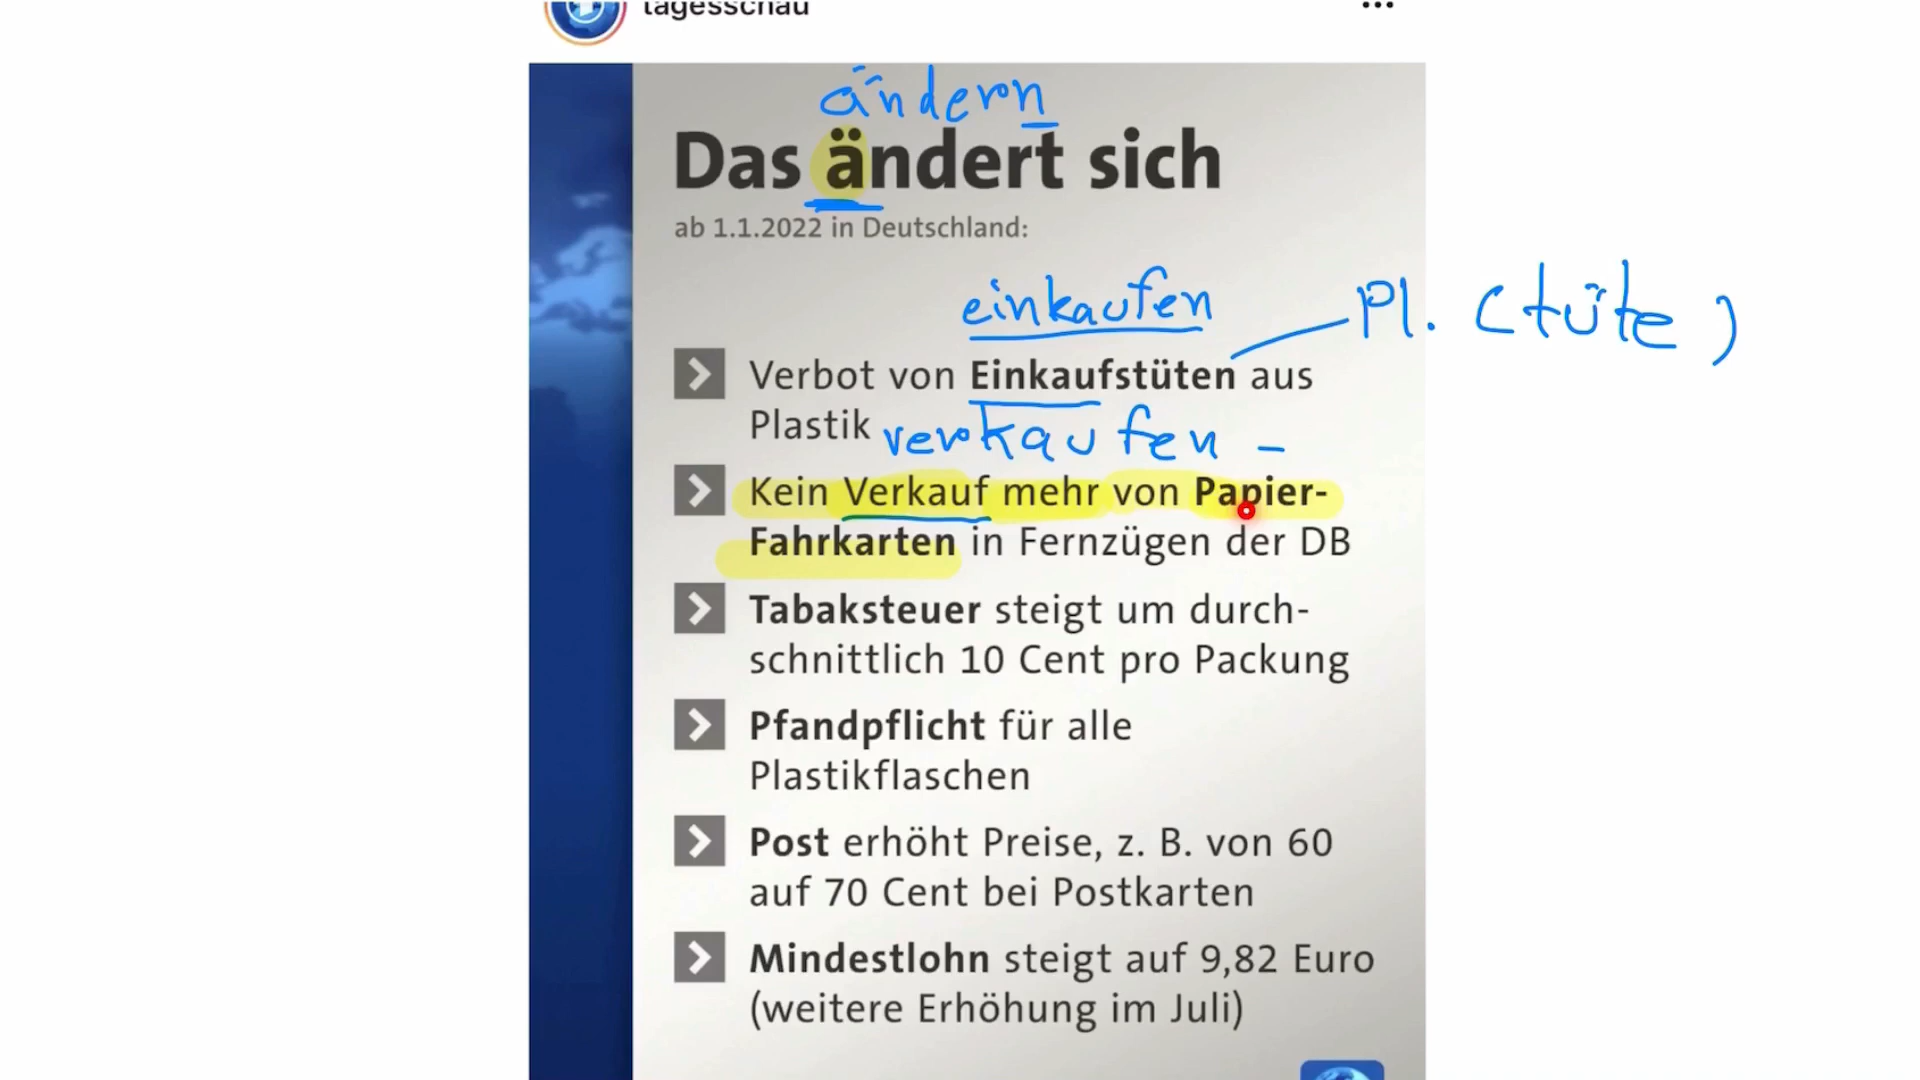 tagesschau
ändern
Das ändert sich
ab 1.1.2022 in Deutschland:
einkaufen
Pl. (tüte)
Verbot von Einkaufstüten aus
Plastik
verkaufen -
Kein Verkauf mehr von Papier-
Fahrkarten in Fernzügen der DB
Tabaksteuer steigt um durch-
schnittlich 10 Cent pro Packung
Pfandpflicht für alle
Plastikflaschen
Post erhöht Preise, z. B. von 60
auf 70 Cent bei Postkarten
Mindestlohn steigt auf 9,82 Euro
(weitere Erhöhung im Juli)